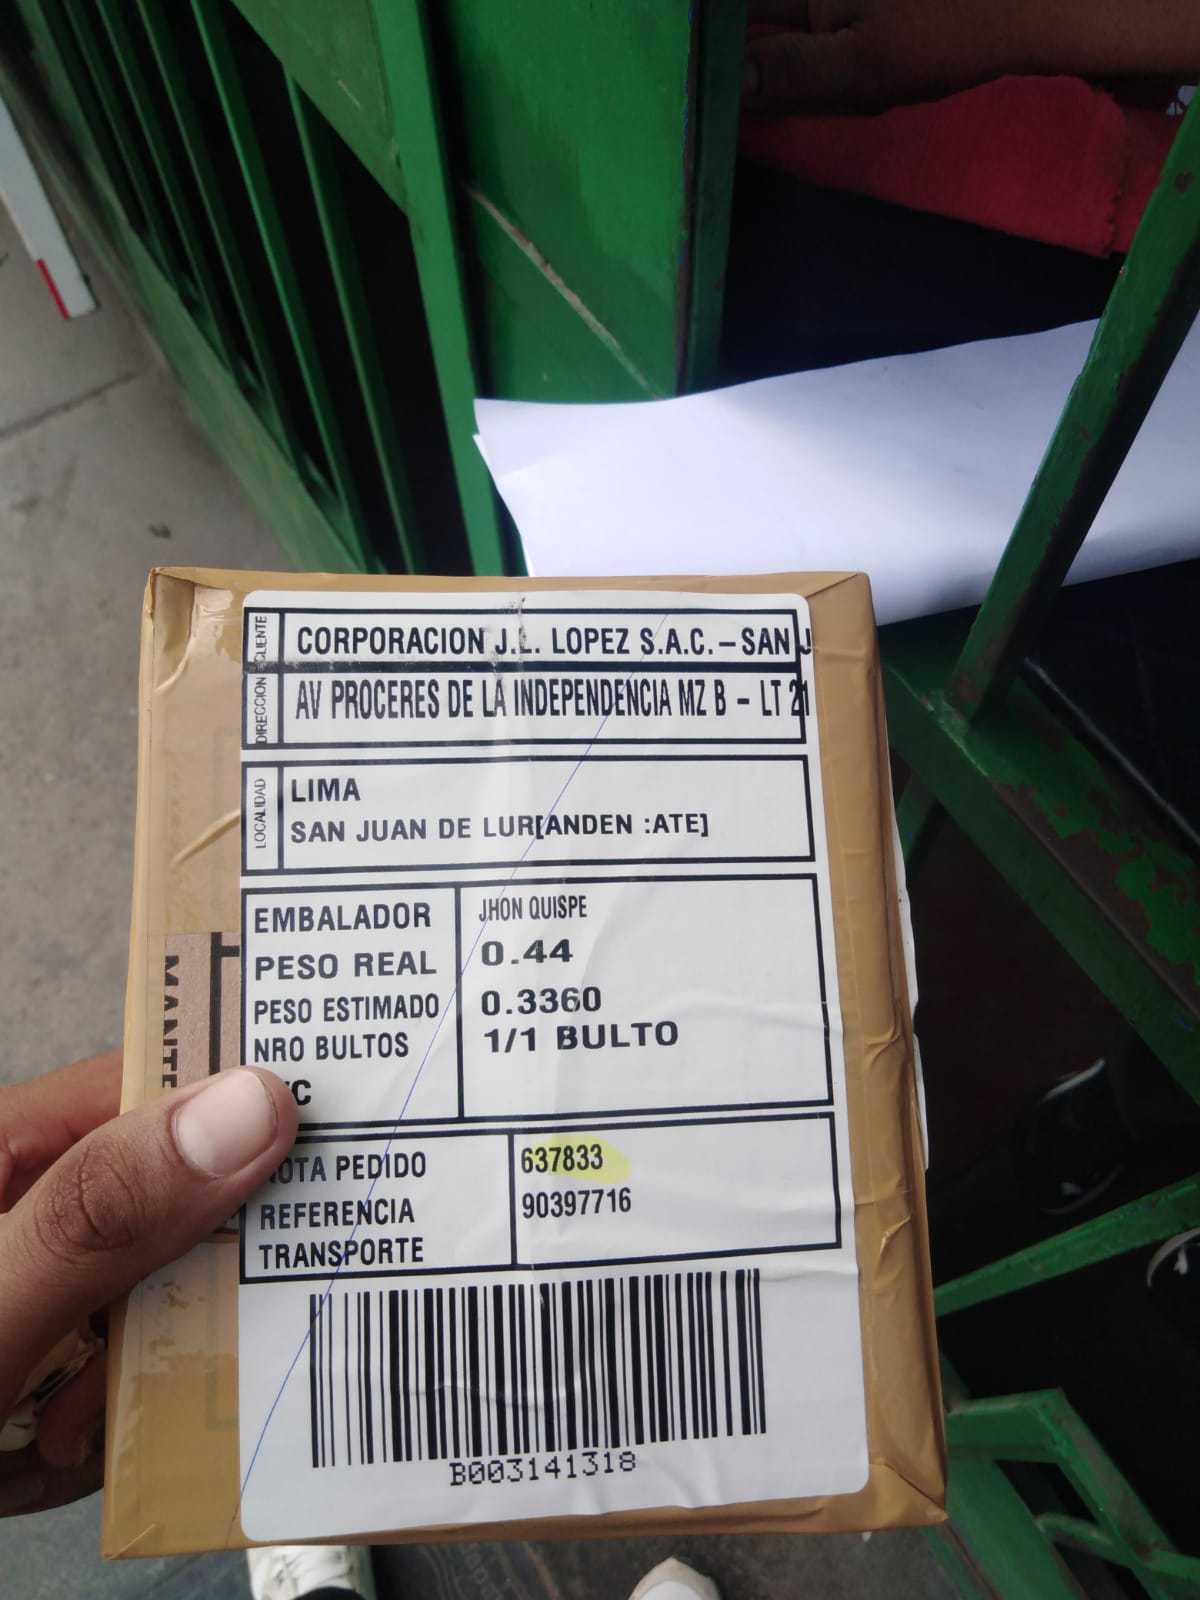 CLIENTE CORPORACION J.L. LOPEZ S.A.C. – SAN J
DIRECCION AV PROCERES DE LA INDEPENDENCIA MZ B – LT 21
LOCALIDAD
LIMA
SAN JUAN DE LUR[ANDEN :ATE]
EMBALADOR JHON QUISPE
PESO REAL 0.44
PESO ESTIMADO 0.3360
NRO BULTOS 1/1 BULTO
C
OTA PEDIDO 637833
REFERENCIA 90397716
TRANSPORTE
B003141318
MANTE